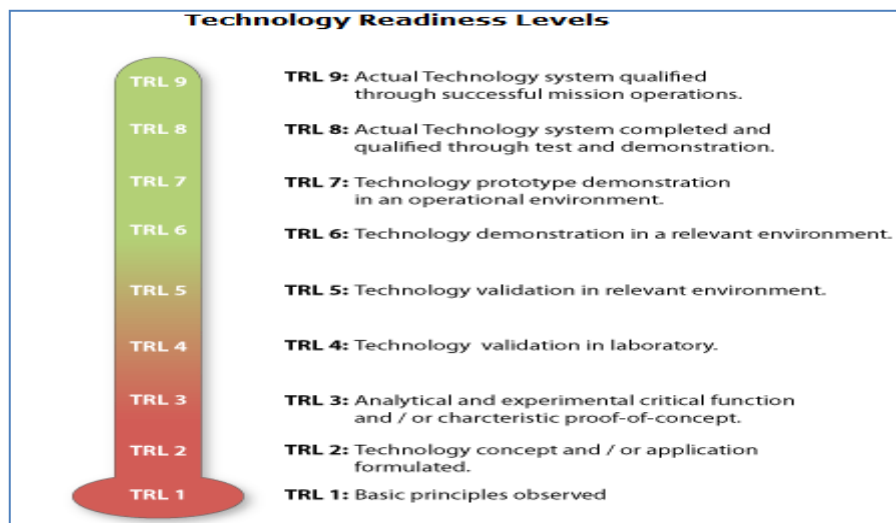 Technology Readiness Levels
TRL 9
TRL 9: Actual Technology system qualified
through successful mission operations.
TRL 8
TRL 8: Actual Technology system completed and
qualified through test and demonstration.
TRL 7
TRL 7: Technology prototype demonstration
in an operational environment.
TRL 6
TRL 6: Technology demonstration in a relevant environment.
TRL 5
TRL 5: Technology validation in relevant environment.
TRL 4
TRL 4: Technology validation in laboratory.
TRL 3
TRL 3: Analytical and experimental critical function
and / or charcteristic proof-of-concept.
TRL 2
TRL 2: Technology concept and / or application
formulated.
TRL 1
TRL 1: Basic principles observed